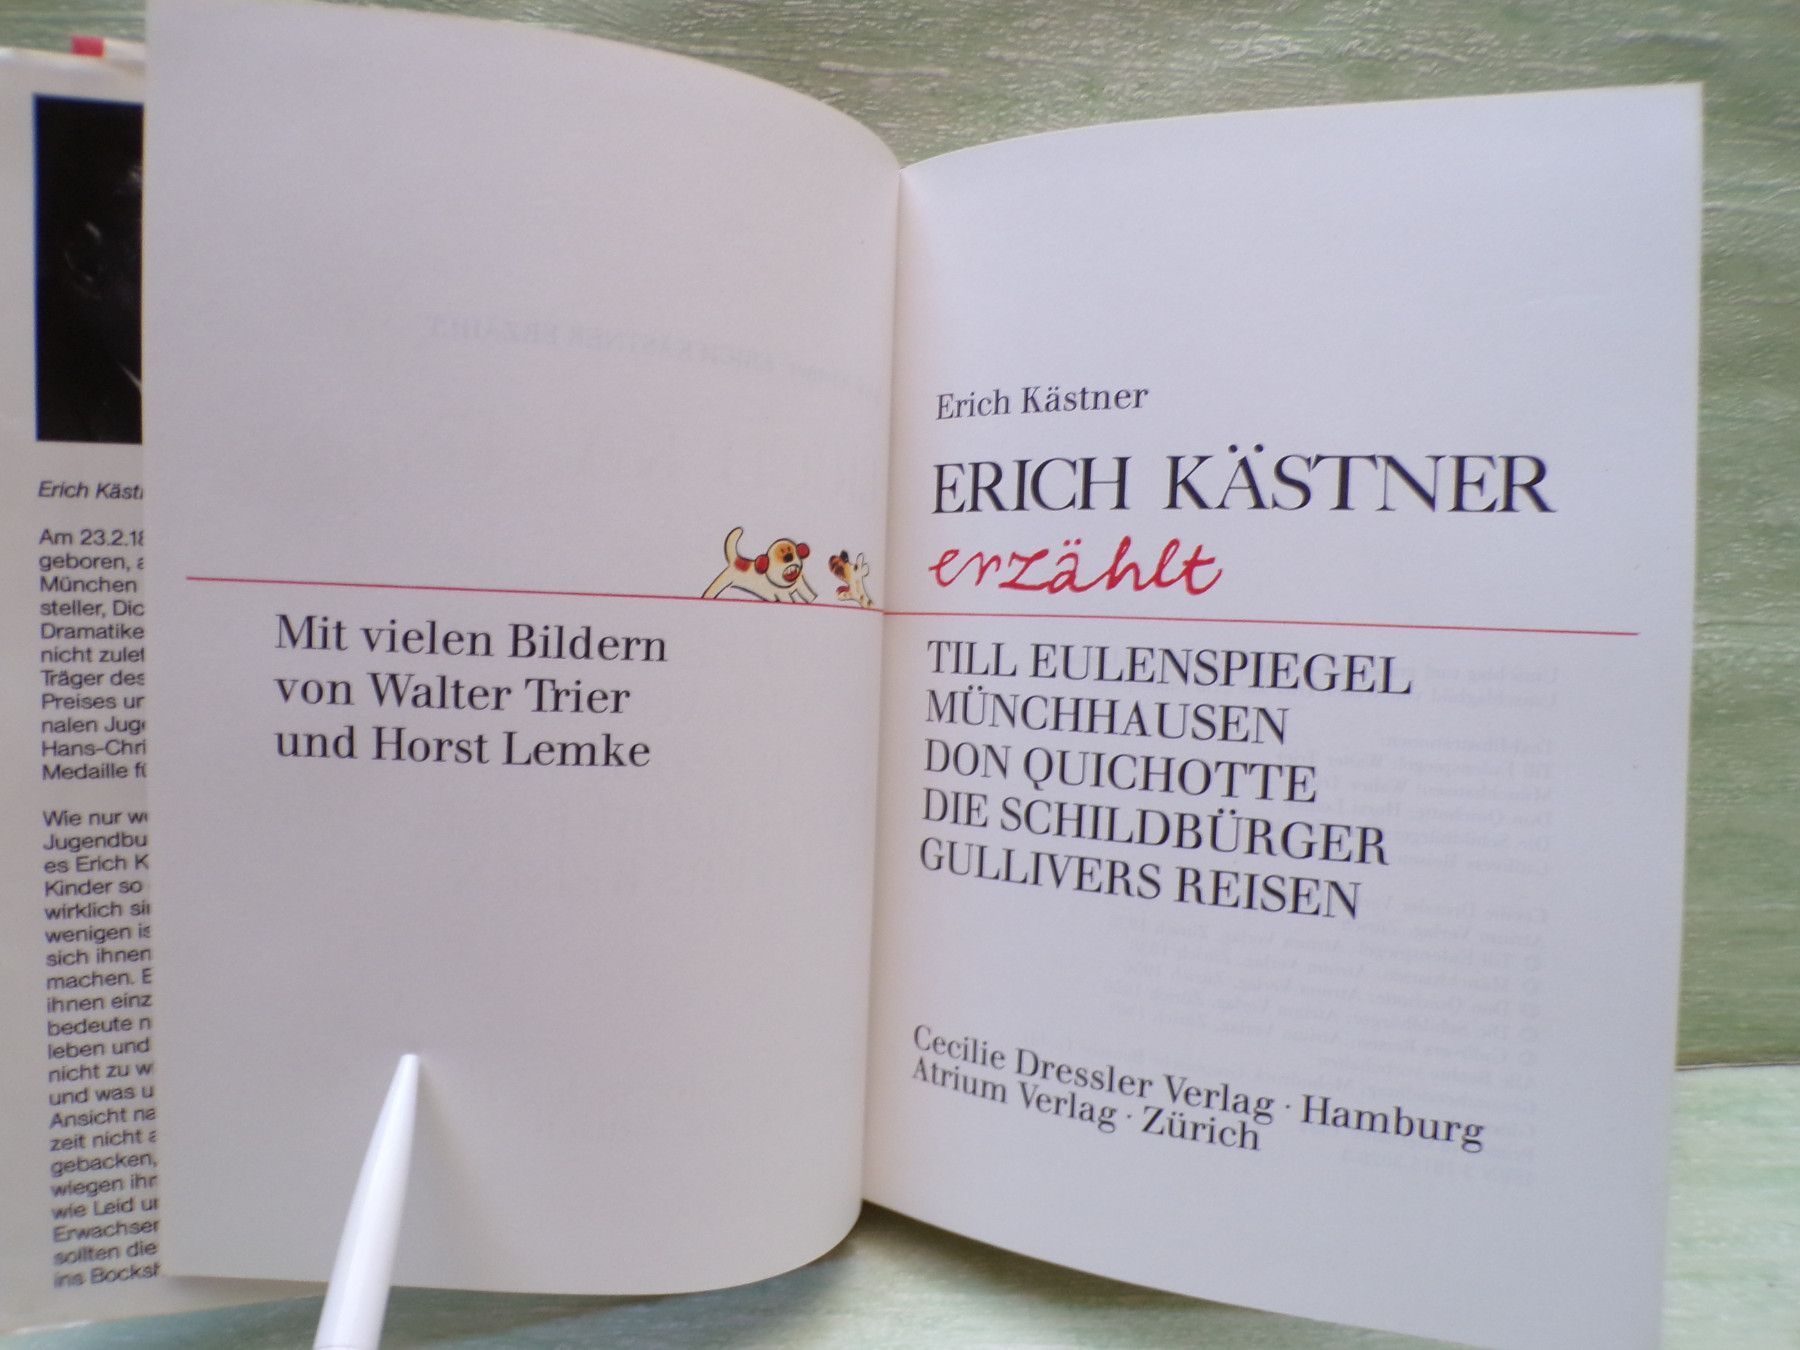 Erich
Am 23.2.18
geboren,
München
steller, Dic
Dramatike
nicht zulet
Träger des
Preises ur
nalen Juge
Hans-Chri
Medaille fü
Wie nur
Jugendbu
es Erich K
Kinder so
wirklich
wenigen is
sich ihnen
machen. E
ihnen einz
bedeute n
leben und
nicht zu w
und was u
Ansicht na
zeit nicht
gebacken,
wiegen ihr
wie Leid
Erwachser
sollten die
ins Bocksh
Mit vielen Bildern
von Walter Trier
und Horst Lemke
Erich Kästner
ERICH KÄSTNER
erzählt
TILL EULENSPIEGEL
MÜNCHHAUSEN
DON QUICHOTTE
DIE SCHILDBÜRGER
GULLIVERS REISEN
Cecilie Dressler Verlag · Hamburg
Atrium Verlag · Zürich